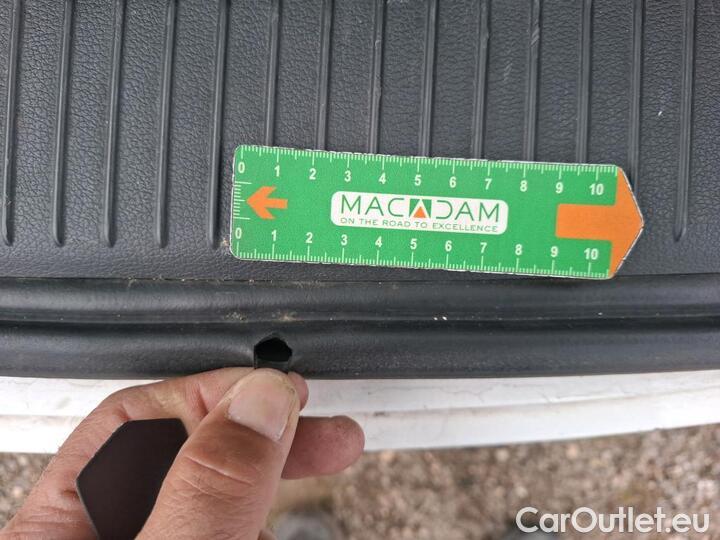 0 1 2 3 4 5 6 7 8 9 10
MACADAM
ON THE ROAD TO EXCELLENCE
0 1 2 3 4 5 6 7 8 9 10
CarOutlet.eu